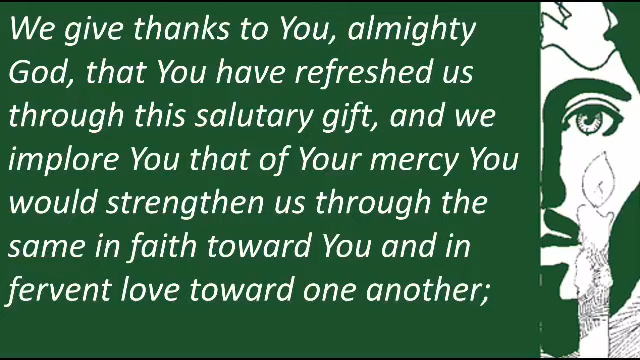 We give thanks to You, almighty
God, that You have refreshed us
through this salutary gift, and we
implore You that of Your mercy You
would strengthen us through the
same in faith toward You and in
fervent love toward one another;